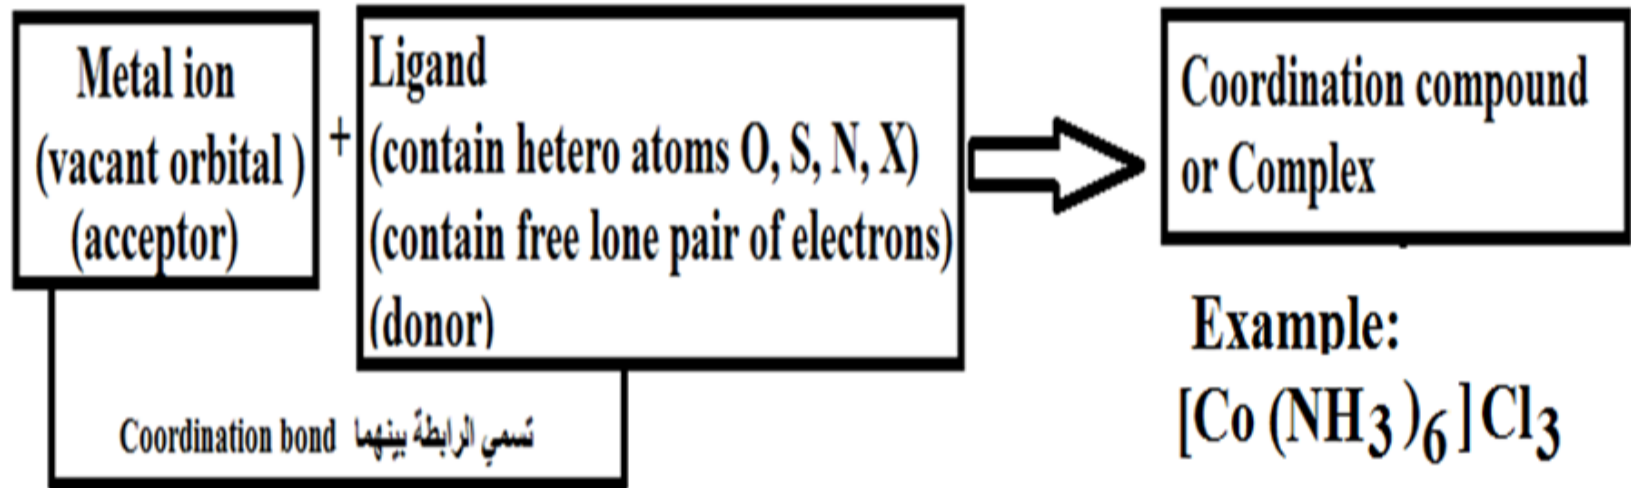 Metal ion
(vacant orbital )
(acceptor)
+
Ligand
(contain hetero atoms O, S, N, X)
(contain free lone pair of electrons)
(donor)
Coordination compound
or Complex
Example:
[Co (NH3 )6 ] Cl3
Coordination bond تسمي الرابطة بينهما